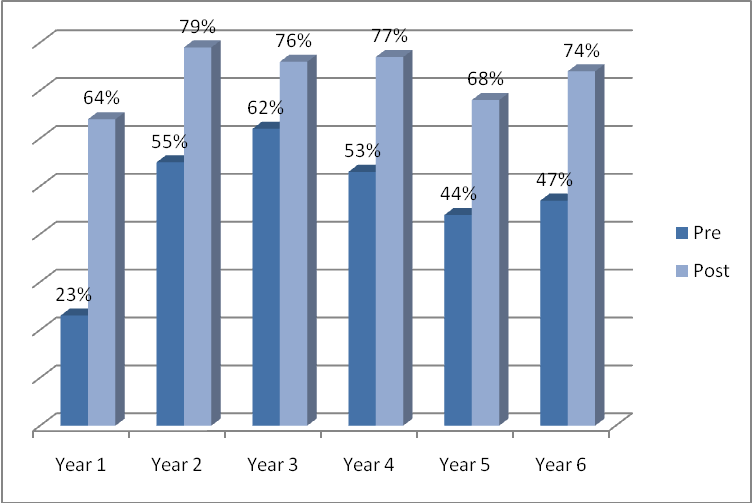 79%
76%
77%
74%
64%
68%
62%
55%
53%
44%
47%
23%
Pre
Post
Year 1
Year 2
Year 3
Year 4
Year 5
Year 6